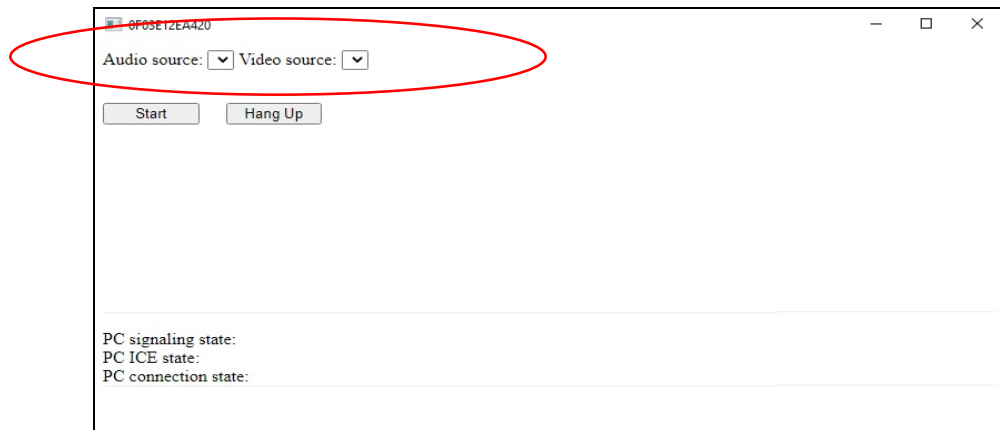 0F03E12EA420
Audio source: Video source:
Start Hang Up
PC signaling state:
PC ICE state:
PC connection state: